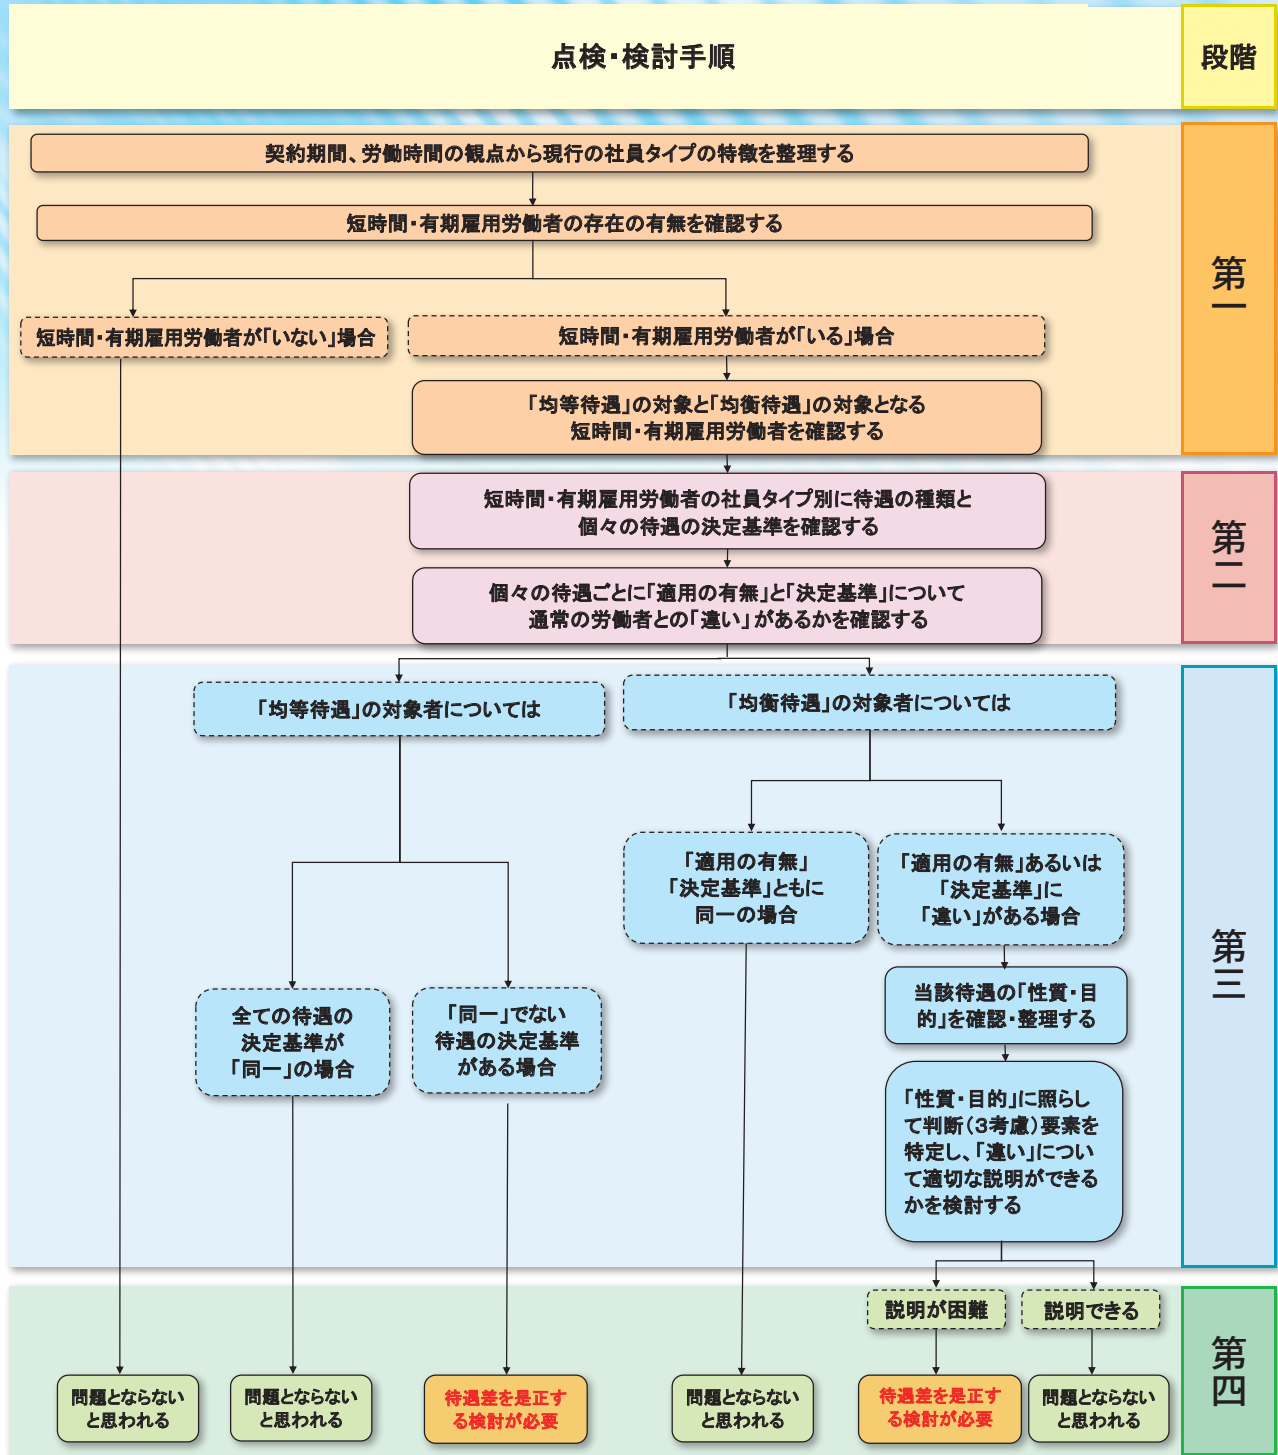 点検・検討手順
段階
契約期間、労働時間の観点から現行の社員タイプの特徴を整理する
短時間・有期雇用労働者の存在の有無を確認する
短時間・有期雇用労働者が「いない」場合
短時間・有期雇用労働者が「いる」場合
「均等待遇」の対象と「均衡待遇」の対象となる
短時間・有期雇用労働者を確認する
第一
短時間・有期雇用労働者の社員タイプ別に待遇の種類と
個々の待遇の決定基準を確認する
個々の待遇ごとに「適用の有無」と「決定基準」について
通常の労働者との「違い」があるかを確認する
第二
「均等待遇」の対象者については
「均衡待遇」の対象者については
「適用の有無」
「決定基準」ともに
同一の場合
「適用の有無」あるいは
「決定基準」に
「違い」がある場合
全ての待遇の
決定基準が
「同一」の場合
「同一」でない
待遇の決定基準
がある場合
当該待遇の「性質・目
的」を確認・整理する
「性質・目的」に照らし
て判断（3考慮）要素を
特定し、「違い」につい
て適切な説明ができる
かを検討する
第三
説明が困難
説明できる
問題とならない
と思われる
問題とならない
と思われる
待遇差を是正す
る検討が必要
問題とならない
と思われる
待遇差を是正す
る検討が必要
問題とならない
と思われる
第四